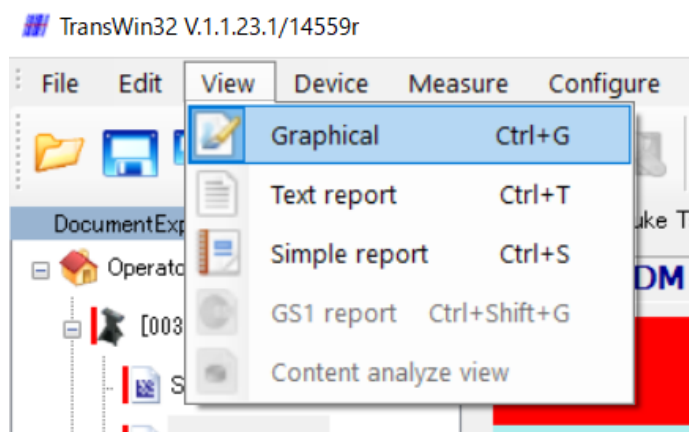 TransWin32 V.1.1.23.1/14559r
File Edit View Device Measure Configure
Graphical Ctrl+G
Text report Ctrl+T
Simple report Ctrl+S
GS1 report Ctrl+Shift+G
Content analyze view
DocumentExp
Operato
[003
S
uke T
DM